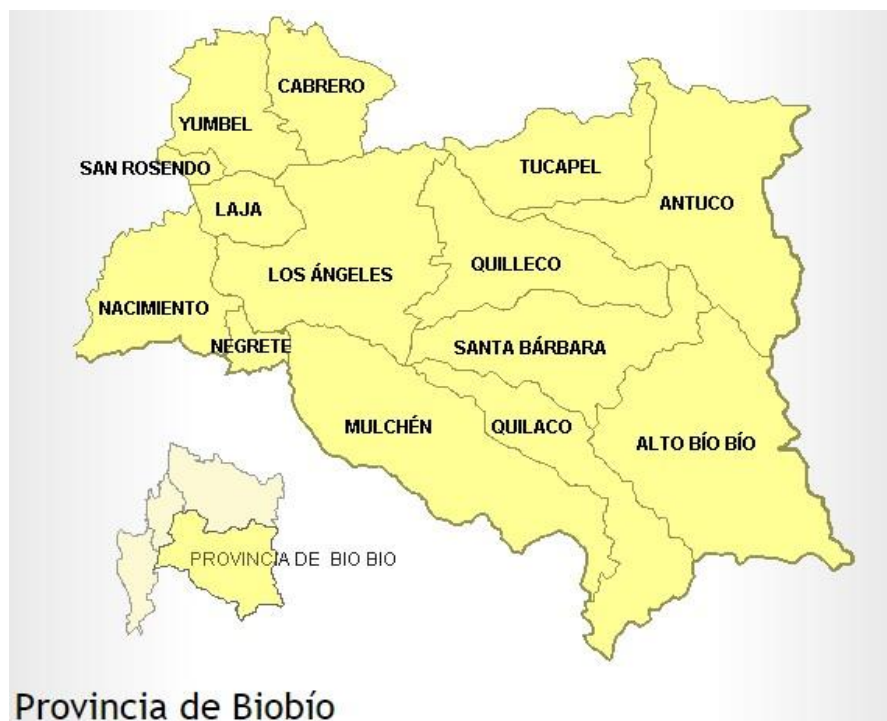 CABRERO
YUMBEL
SAN ROSENDO
TUCAPEL
ANTUCO
LAJA
LOS ÁNGELES
QUILLECO
NACIMIENTO
NEGRETE
SANTA BÁRBARA
MULCHÉN
QUILACO
ALTO BÍO BÍO
PROVINCIA DE BIO BIO
Provincia de Biobío